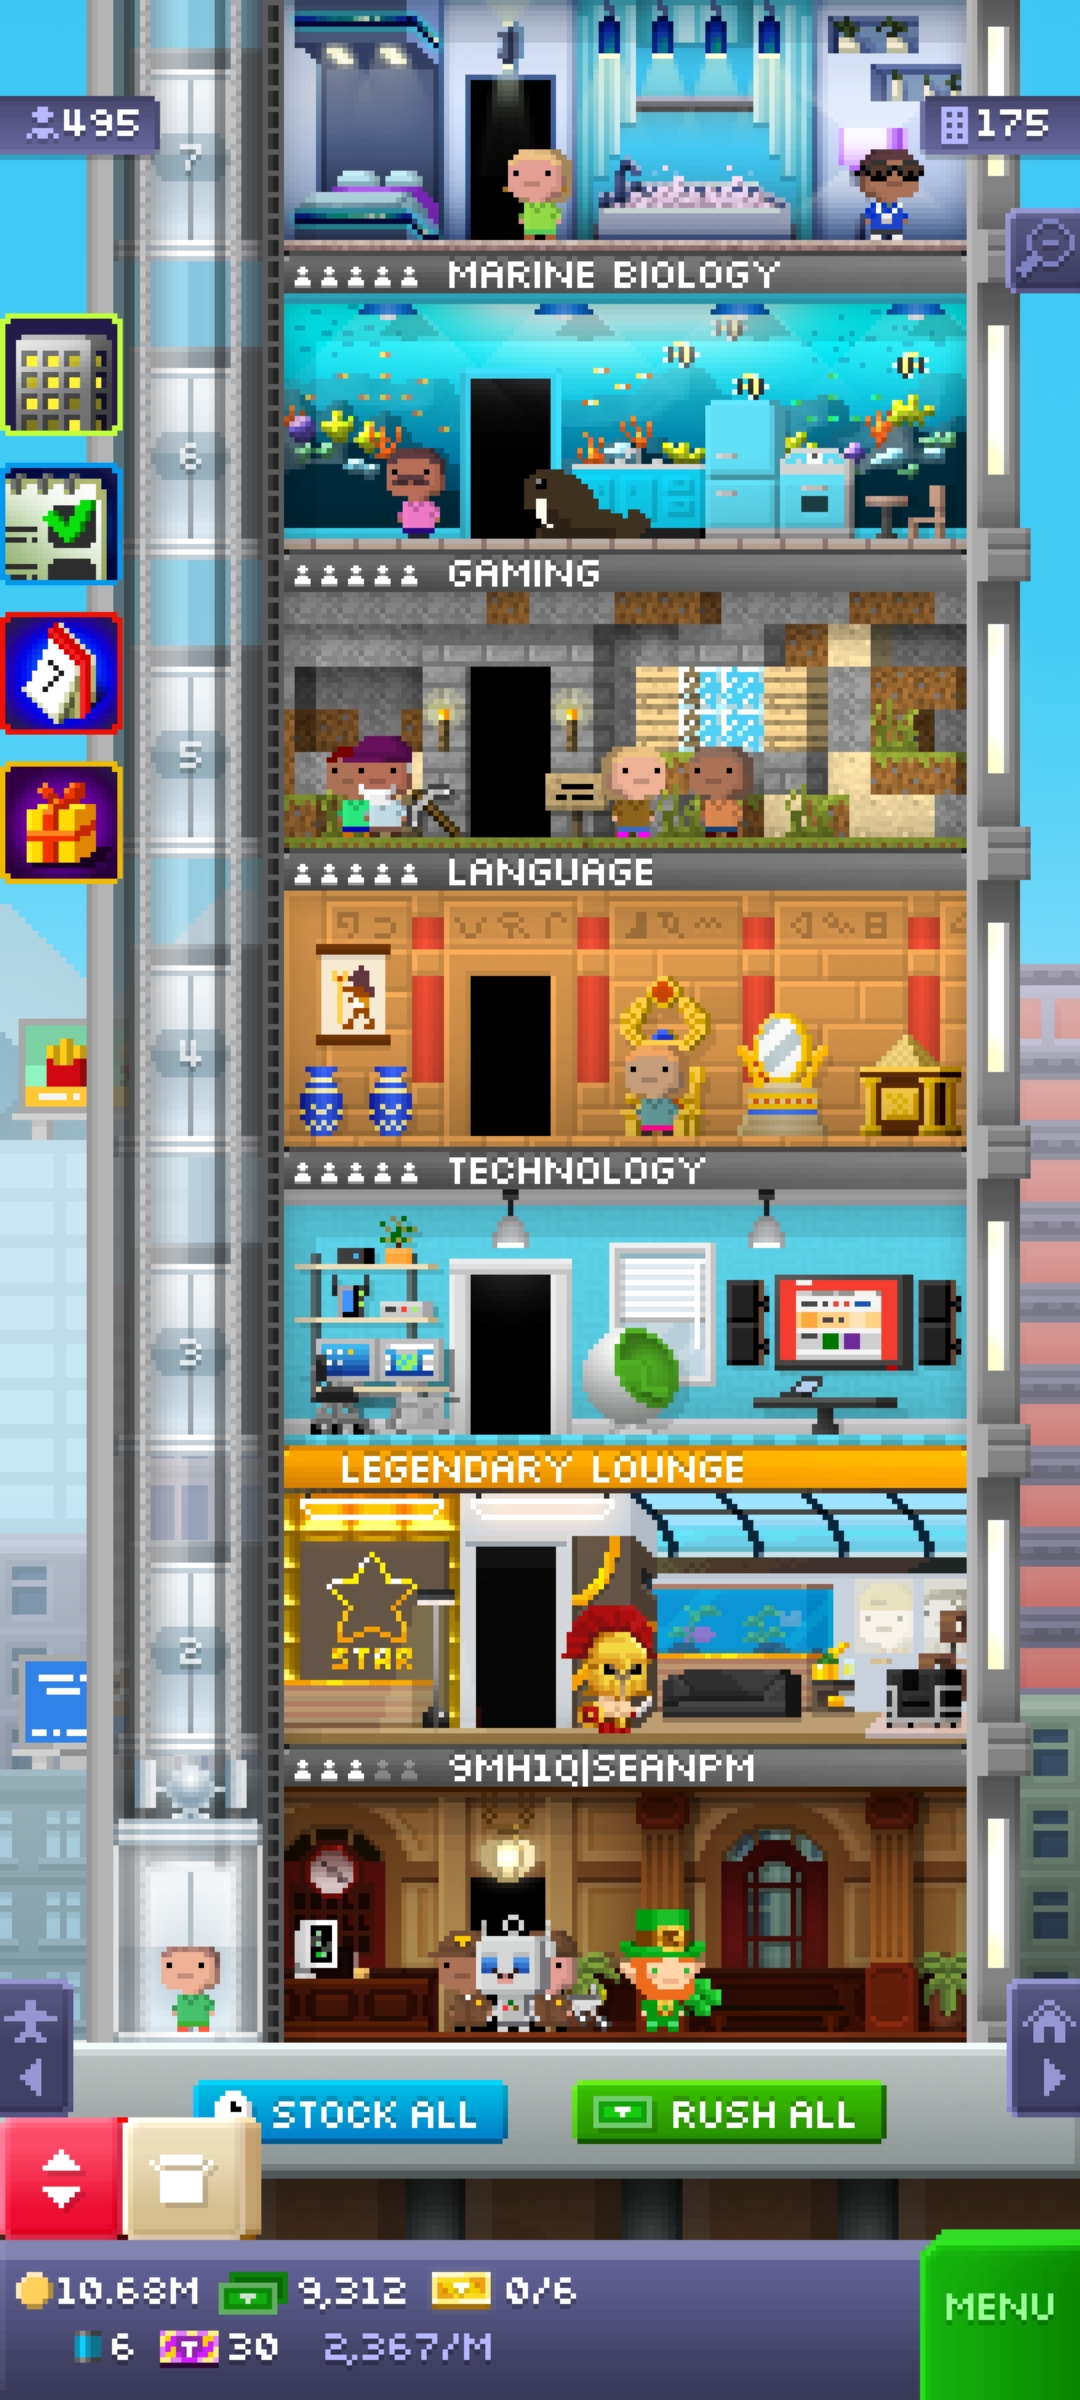 495
175
7
MARINE BIOLOGY
6
GAMING
5
LANGUAGE
4
TECHNOLOGY
3
LEGENDARY LOUNGE
STAR
2
9MH1Q|SEANPM
STOCK ALL
RUSH ALL
10.68M 9,312 0/6
6 30 2,367/M
MENU